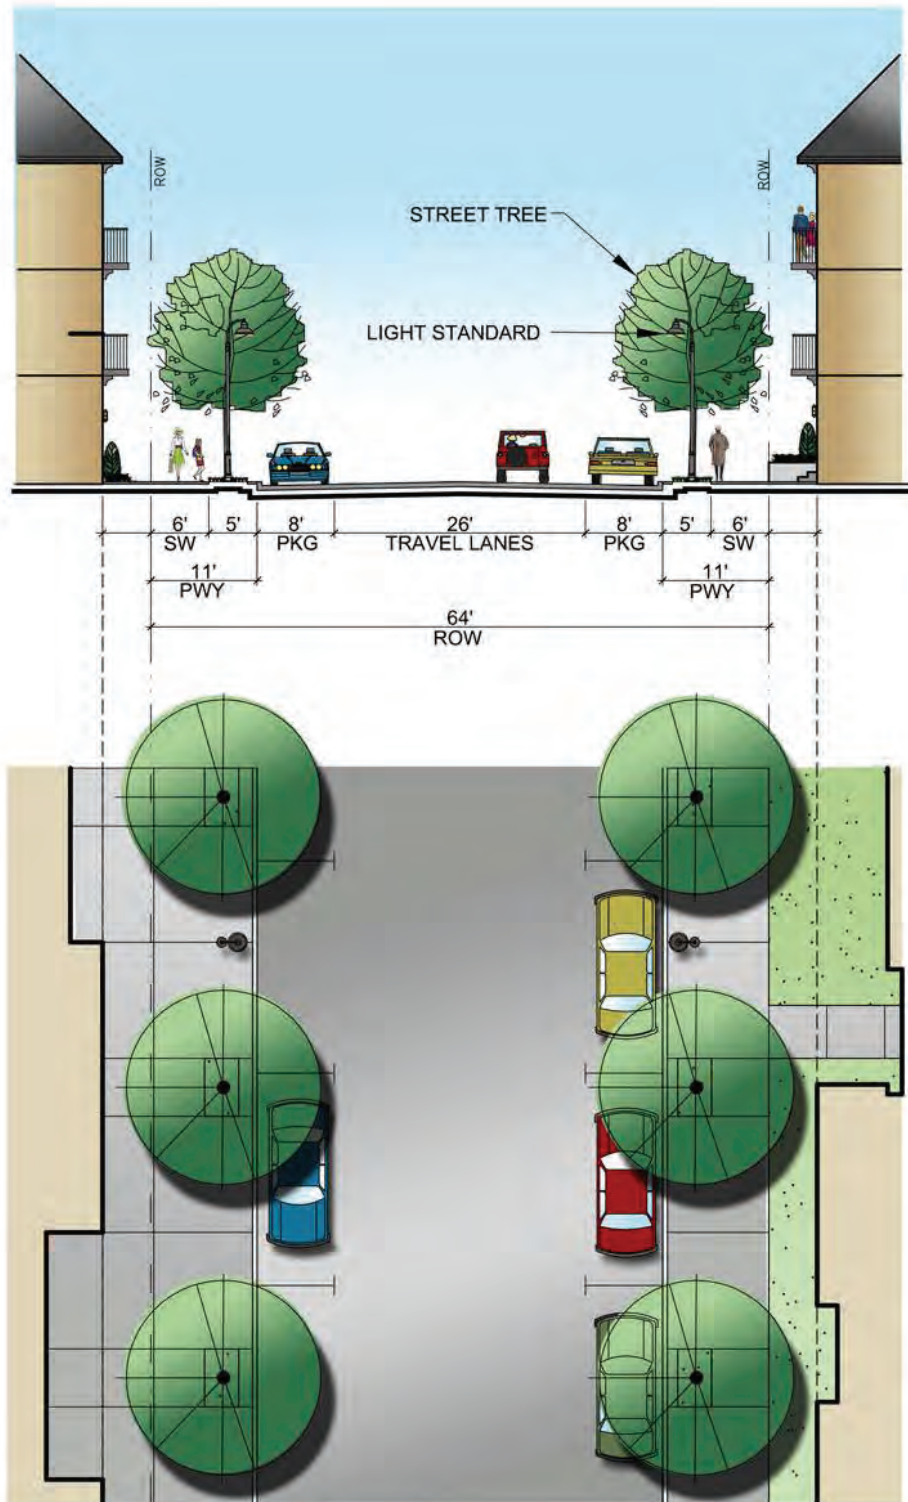 ROW
ROW
STREET TREE
LIGHT STANDARD
6' 5' 8' 26' 8' 5' 6'
SW PKG TRAVEL LANES PKG SW
11' 11'
PWY PWY
64'
ROW